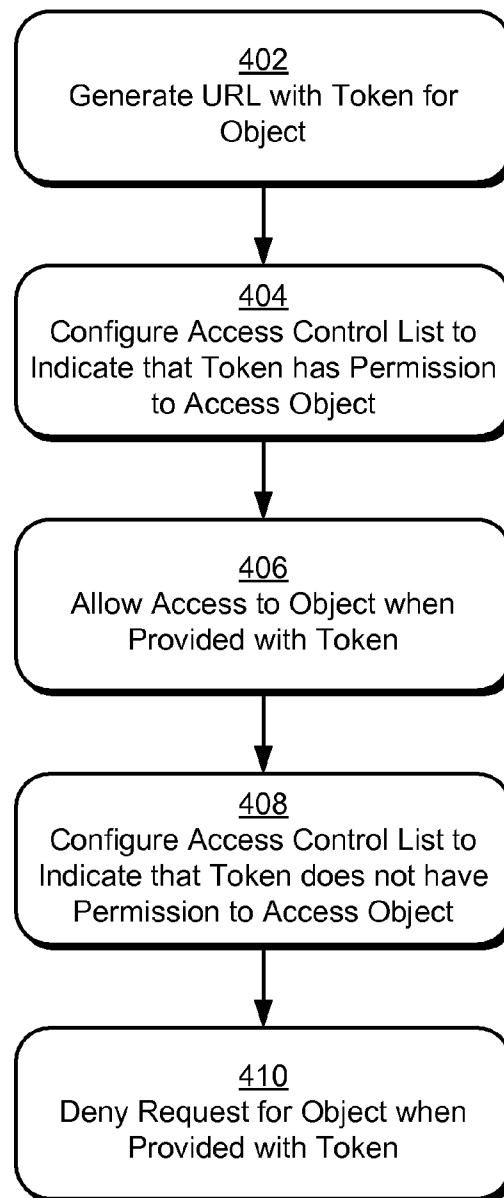 402
Generate URL with Token for
Object
404
Configure Access Control List to
Indicate that Token has Permission
to Access Object
406
Allow Access to Object when
Provided with Token
408
Configure Access Control List to
Indicate that Token does not have
Permission to Access Object
410
Deny Request for Object when
Provided with Token